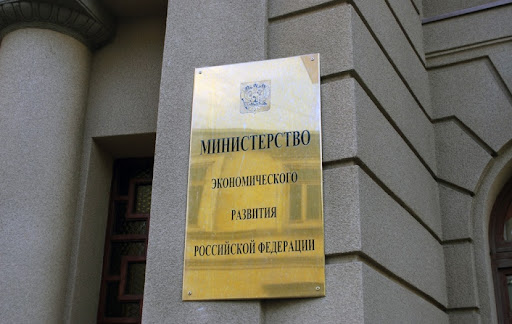 МИНИСТЕРСТВО
ЭКОНОМИЧЕСКОГО
РАЗВИТИЯ
РОССИЙСКОЙ ФЕДЕРАЦИИ